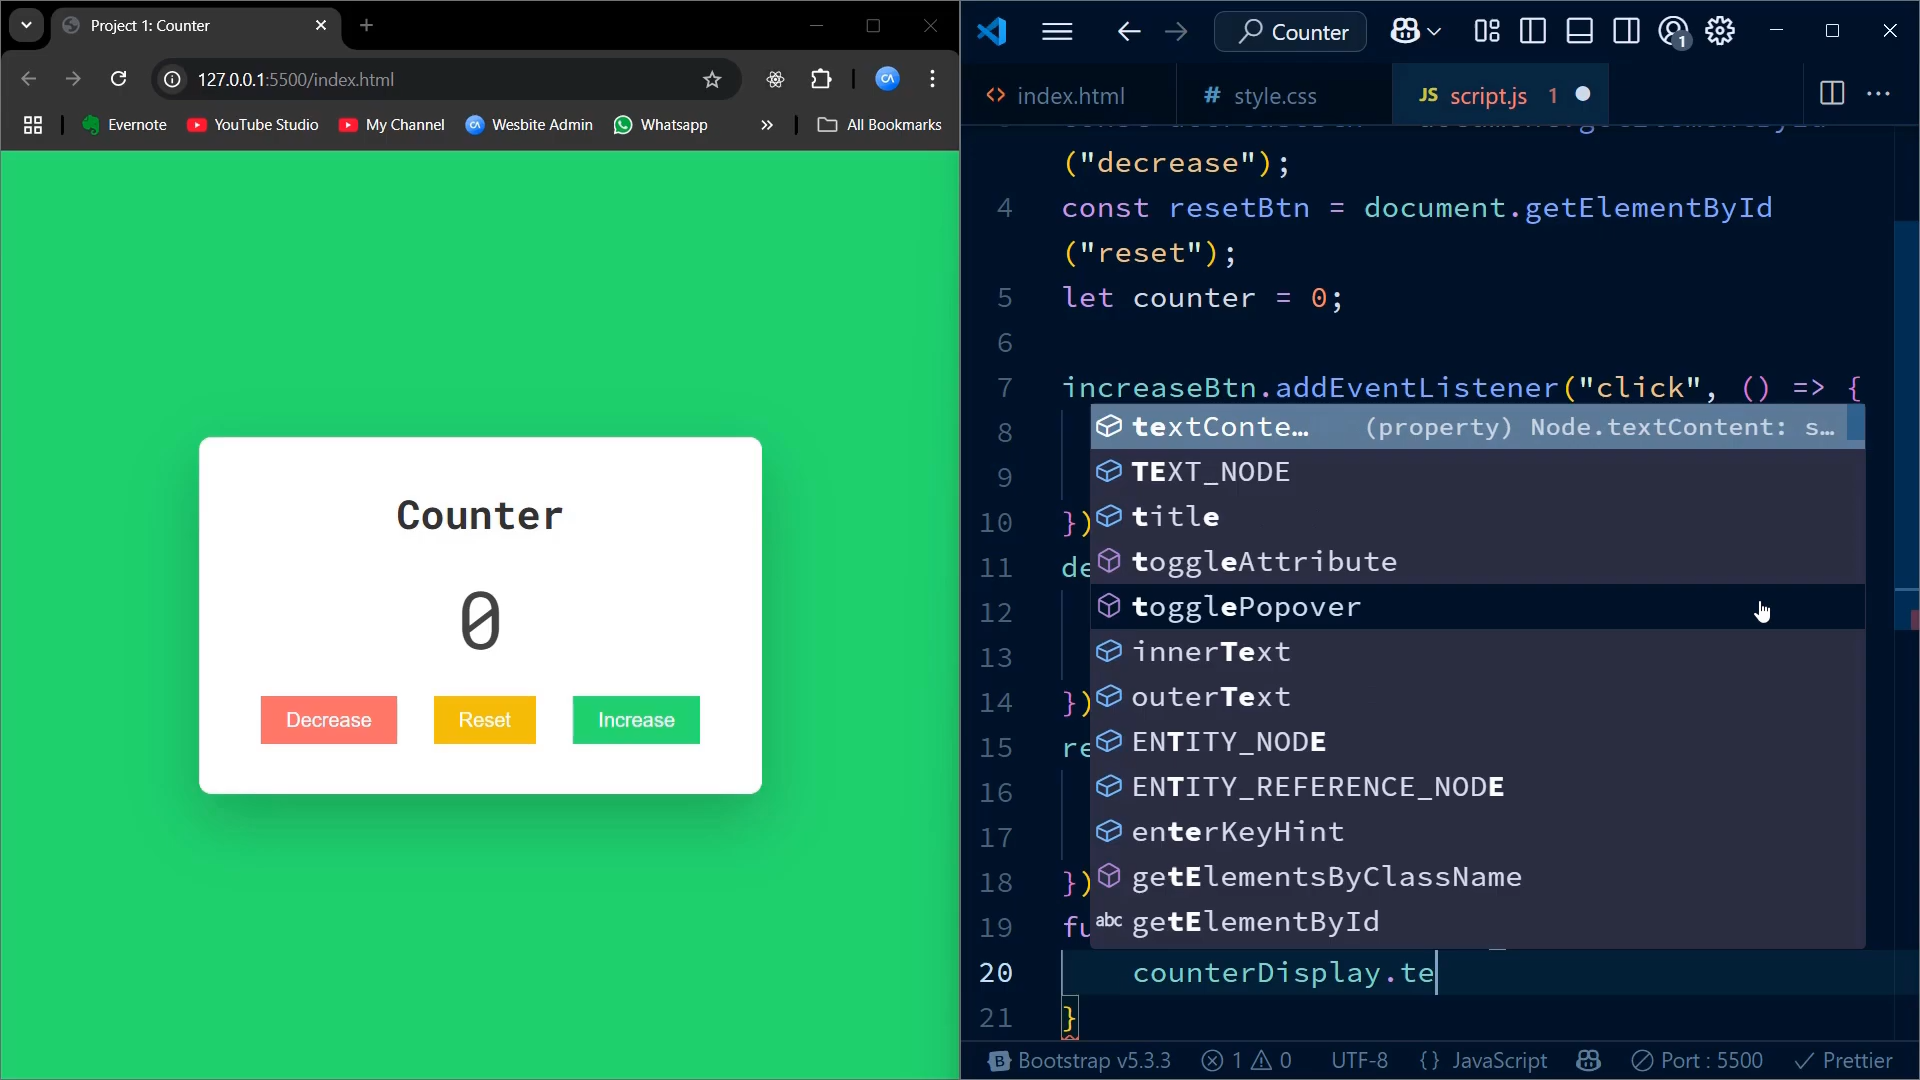 Project 1: Counter
127.0.0.1:5500/index.html
Evernote
YouTube Studio
My Channel
Wesbite Admin
Whatsapp
»
All Bookmarks
Counter
0
Decrease
Reset
Increase
Counter
1
<> index.html
# style.css
JS script.js 1
("decrease");
4 const resetBtn = document.getElementById
("reset");
5 let counter = 0;
6
7 increaseBtn.addEventListener("click", () => {
8 textConte… (property) Node.textContent: s…
9 TEXT_NODE
title
10 })
11 de toggleAttribute
12 togglePopover
13 innerText
14 }) outerText
15 re ENTITY_NODE
16 ENTITY_REFERENCE_NODE
17 enterKeyHint
18 }) getElementsByClassName
19 fu abc getElementById
20 counterDisplay.te
21 }
Bootstrap v5.3.3 1 0 UTF-8 {} JavaScript Port : 5500 Prettier